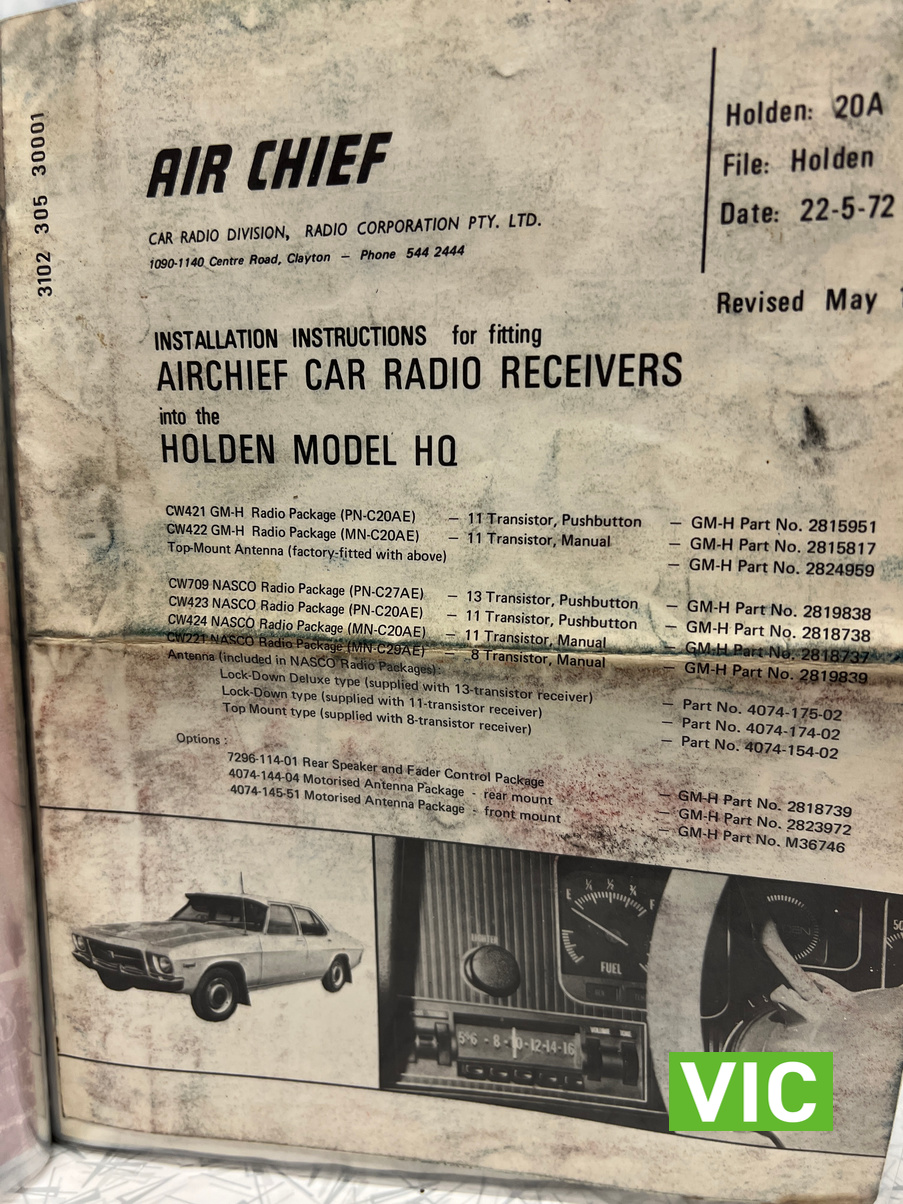 3102 305 30001
AIR CHIEF
CAR RADIO DIVISION, RADIO CORPORATION PTY. LTD.
1090-1140 Centre Road, Clayton — Phone 544 2444
Holden: 20A
File: Holden
Date: 22-5-72
Revised May
INSTALLATION INSTRUCTIONS for fitting
AIRCHIEF CAR RADIO RECEIVERS
into the
HOLDEN MODEL HQ
CW421 GM-H Radio Package (PN-C20AE) — 11 Transistor, Pushbutton — GM-H Part No. 2815951
CW422 GM-H Radio Package (MN-C20AE) — 11 Transistor, Manual — GM-H Part No. 2815817
Top-Mount Antenna (factory-fitted with above) — GM-H Part No. 2824959
CW709 NASCO Radio Package (PN-C27AE) — 13 Transistor, Pushbutton — GM-H Part No. 2819838
CW423 NASCO Radio Package (PN-C20AE) — 11 Transistor, Pushbutton — GM-H Part No. 2818738
CW424 NASCO Radio Package (MN-C20AE) — 11 Transistor, Manual — GM-H Part No. 2818737
CW221 NASCO Radio Package (MN-C29AE) — 8 Transistor, Manual — GM-H Part No. 2819839
Antenna (included in NASCO Radio Packages):
Lock-Down Deluxe type (supplied with 13-transistor receiver) — Part No. 4074-175-02
Lock-Down type (supplied with 11-transistor receiver) — Part No. 4074-174-02
Top Mount type (supplied with 8-transistor receiver) — Part No. 4074-154-02
Options :
7296-114-01 Rear Speaker and Fader Control Package — GM-H Part No. 2818739
4074-144-04 Motorised Antenna Package - rear mount — GM-H Part No. 2823972
4074-145-51 Motorised Antenna Package - front mount — GM-H Part No. M36746
E ¼ ½ ¾ F
FUEL
VOLUME TONE
5·6 - 8 - 10-12-14-16
50
VIC